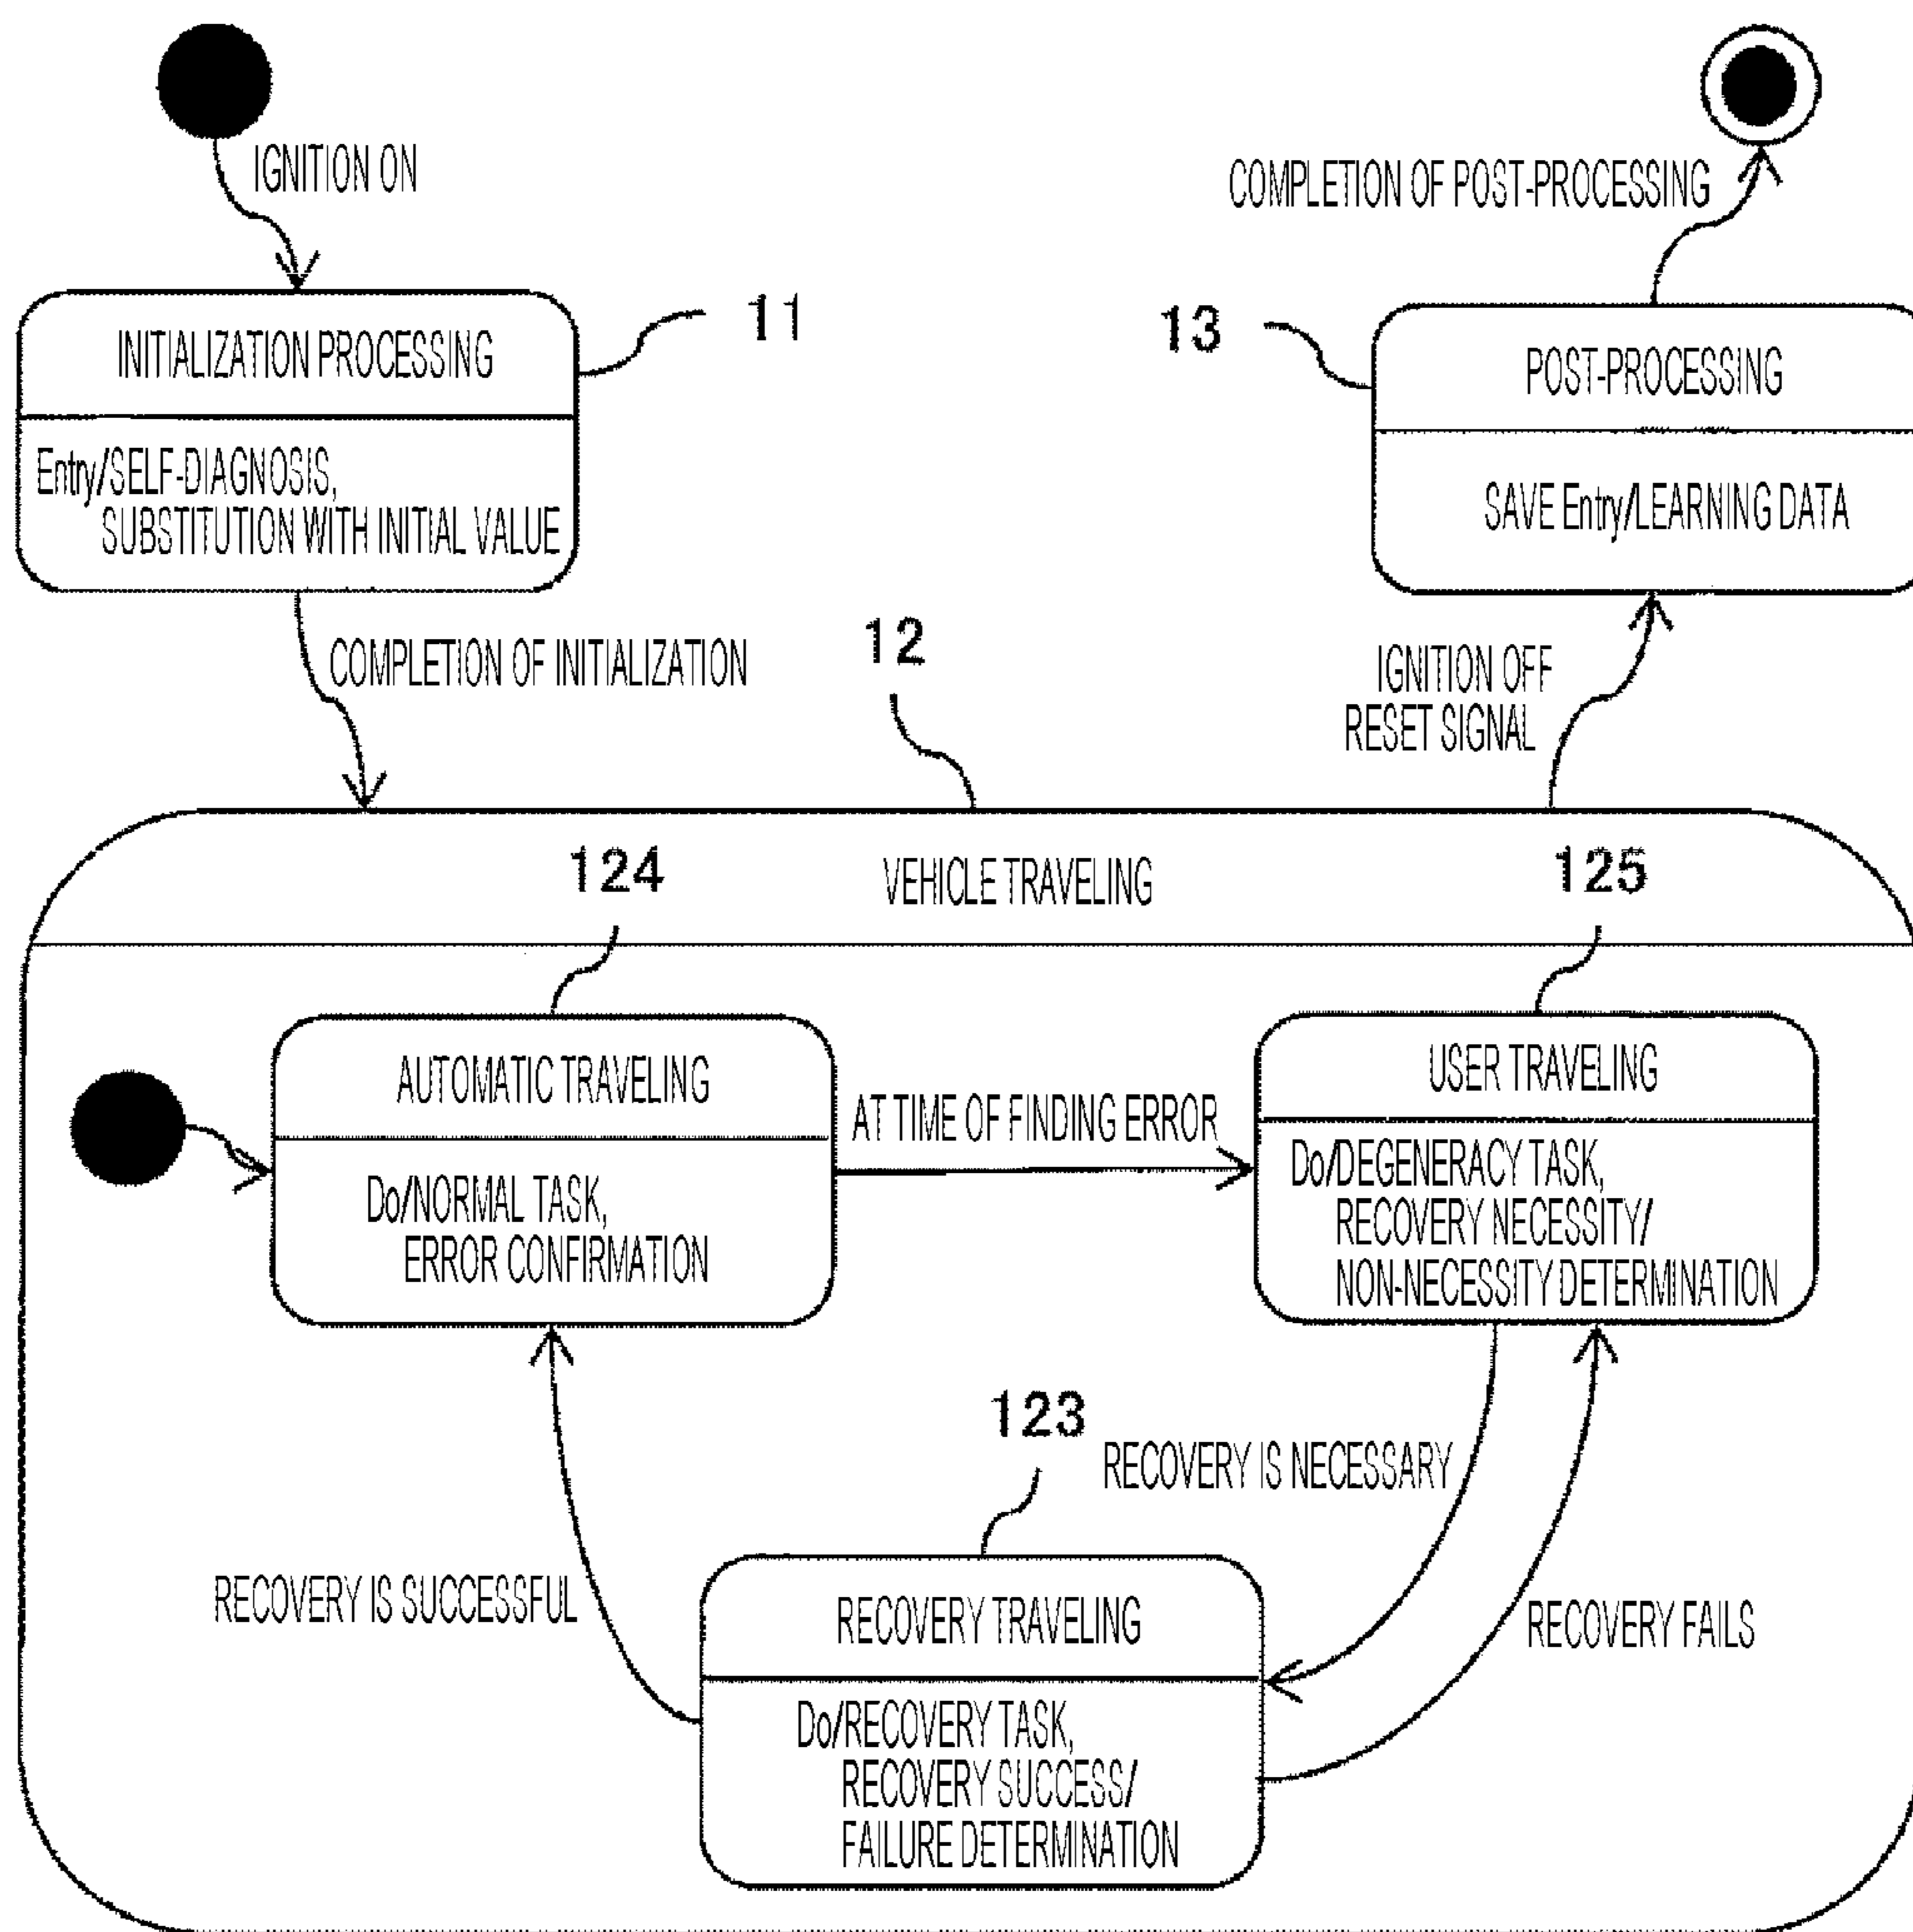 IGNITION ON
COMPLETION OF POST-PROCESSING
11
INITIALIZATION PROCESSING
Entry/SELF-DIAGNOSIS,
SUBSTITUTION WITH INITIAL VALUE
13
POST-PROCESSING
SAVE Entry/LEARNING DATA
COMPLETION OF INITIALIZATION
12
IGNITION OFF
RESET SIGNAL
VEHICLE TRAVELING
124
125
AUTOMATIC TRAVELING
Do/NORMAL TASK,
ERROR CONFIRMATION
AT TIME OF FINDING ERROR
USER TRAVELING
Do/DEGENERACY TASK,
RECOVERY NECESSITY/
NON-NECESSITY DETERMINATION
123
RECOVERY IS NECESSARY
RECOVERY IS SUCCESSFUL
RECOVERY FAILS
RECOVERY TRAVELING
Do/RECOVERY TASK,
RECOVERY SUCCESS/
FAILURE DETERMINATION